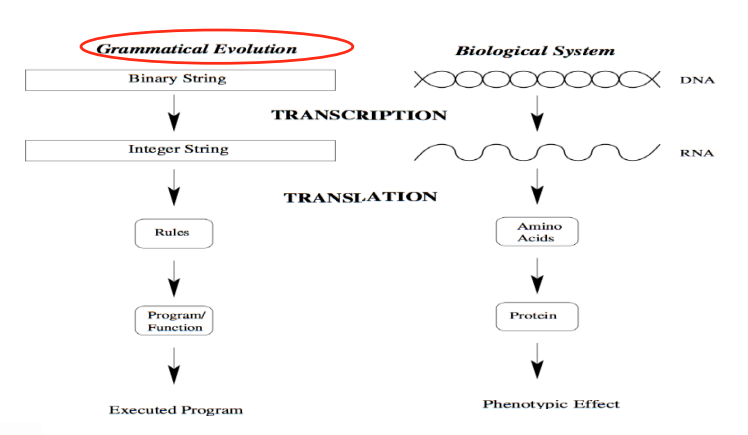 Grammatical Evolution
Biological System
Binary String
DNA
TRANSCRIPTION
Integer String
RNA
TRANSLATION
Rules
Amino
Acids
Program/
Function
Protein
Executed Program
Phenotypic Effect